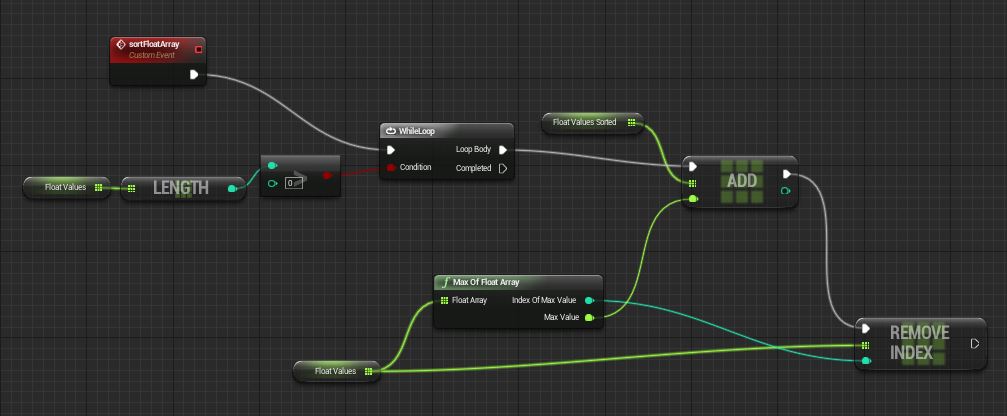 sortFloatArray
Custom Event
Float Values Sorted
WhileLoop
Loop Body
Condition
Completed
Float Values
LENGTH
0
>
ADD
Max Of Float Array
Float Array
Index Of Max Value
Max Value
REMOVE
INDEX
Float Values